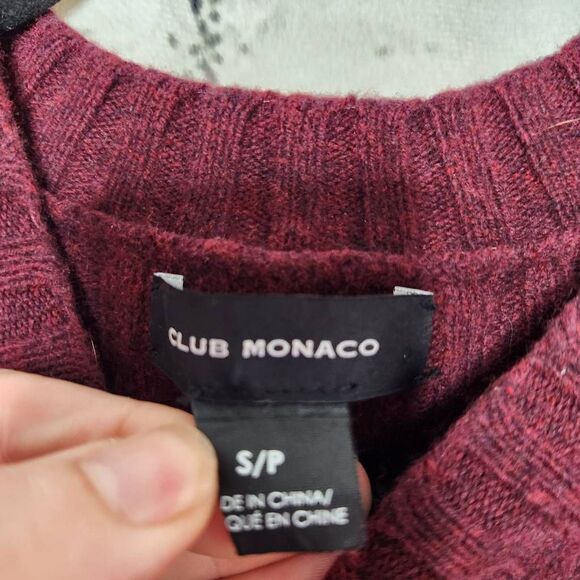 CLUB MONACO
S/P
DE IN CHINA/
QUÉ EN CHINE